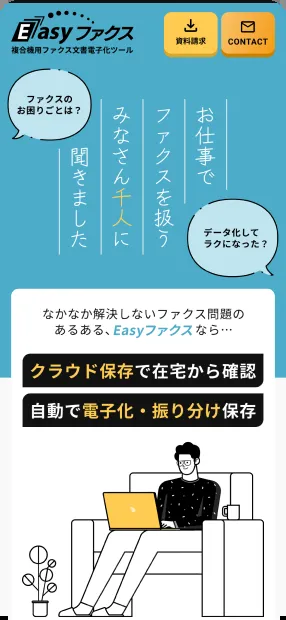 Easyファクス
複合機用ファクス文書電子化ツール
資料請求
CONTACT
ファックスの
お困りごとは？
お仕事で
ファクスを扱う
みなさん千人に
聞きました
データ化して
ラクになった？
なかなか解決しないファクス問題の
あるある、Easyファクスなら…
クラウド保存で在宅から確認
自動で電子化・振り分け保存